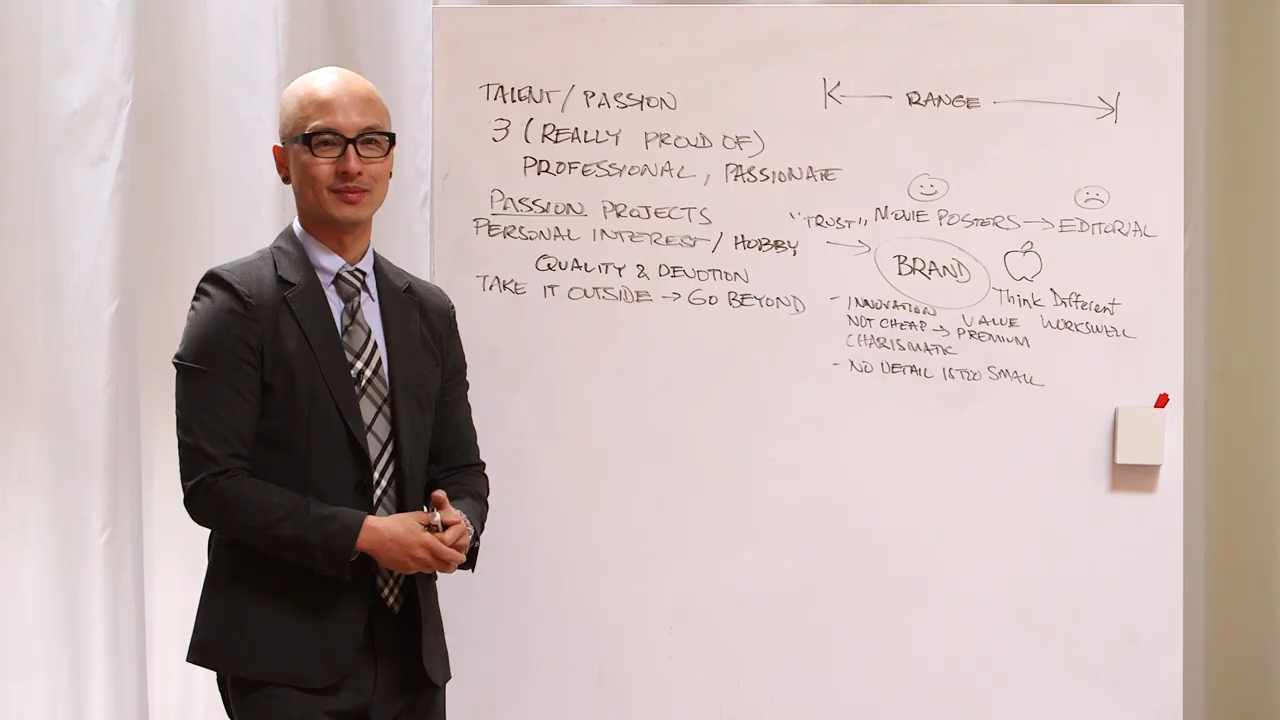 TALENT / PASSION
3 (REALLY PROUD OF)
PROFESSIONAL, PASSIONATE
PASSION PROJECTS
PERSONAL INTEREST / HOBBY
QUALITY & DEVOTION
TAKE IT OUTSIDE → GO BEYOND
RANGE
"TRUST" MOVIE POSTERS → EDITORIAL
BRAND
Think Different
- INNOVATION
NOT CHEAP → PREMIUM
VALUE WORKSWELL
CHARISMATIC
- NO DETAIL IS TOO SMALL